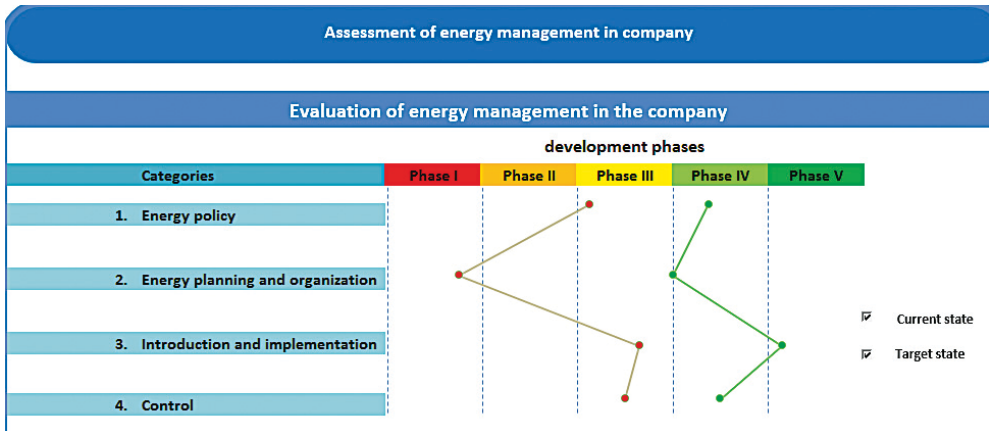 Assessment of energy management in company
Evaluation of energy management in the company
development phases
Categories Phase I Phase II Phase III Phase IV Phase V
1. Energy policy
2. Energy planning and organization
3. Introduction and implementation
4. Control
Current state
Target state